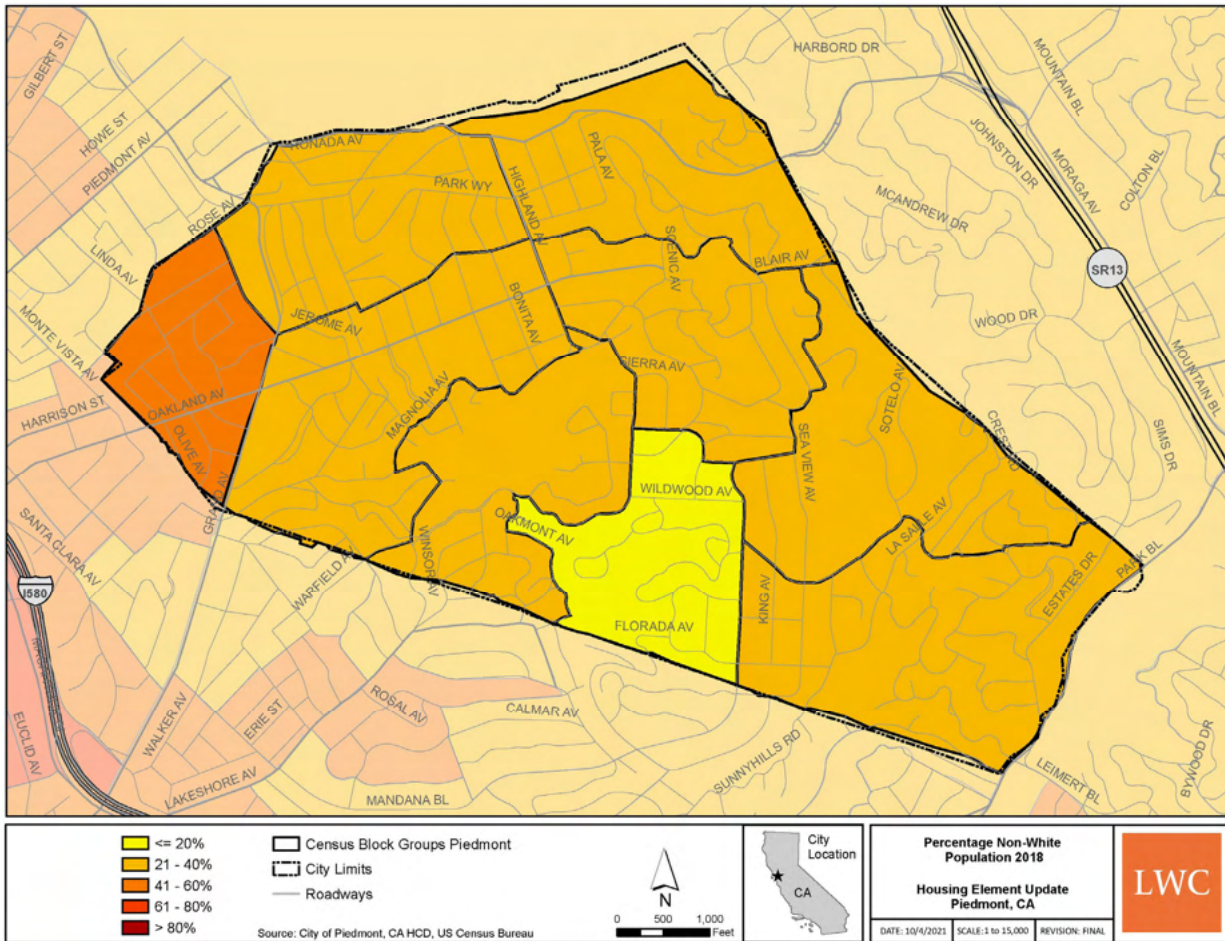 GILBERT ST
HOWE ST
PIEDMONT AV
HARBORD DR
MOUNTAIN BL
JOHNSTON DR
MORAGA AV
COLTON BL
MCANDREW DR
PALA AV
HIGHLAND AV
PARK WY
ROSE AV
LINDA AV
SCENIC AV
BLAIR AV
SR13
WOOD DR
MOUNTAIN BL
JEROME AV
BONITA AV
MONTE VISTA AV
SIERRA AV
HARRISON ST
OAKLAND AV
MAGNOLIA AV
SOTELO AV
SIMS DR
OLIVE AV
SEA VIEW AV
WILDWOOD AV
GRAND AV
OAKMONT AV
LA SALLE AV
SANTA CLARA AV
WINSOR AV
ESTATES DR
PARK BL
I580
KING AV
FLORADA AV
ROSAL AV
CALMAR AV
EUCLID AV
WALKER AV
ERIE ST
SUNNYHILLS RD
BYWOOD DR
LEIMERT BL
LAKESHORE AV
MANDANA BL
<= 20%
21 - 40%
41 - 60%
61 - 80%
> 80%
Census Block Groups Piedmont
City Limits
Roadways
Source: City of Piedmont, CA HCD, US Census Bureau
N
0 500 1,000
Feet
City
Location
CA
Percentage Non-White
Population 2018
Housing Element Update
Piedmont, CA
DATE: 10/4/2021 SCALE:1 to 15,000 REVISION: FINAL
LWC